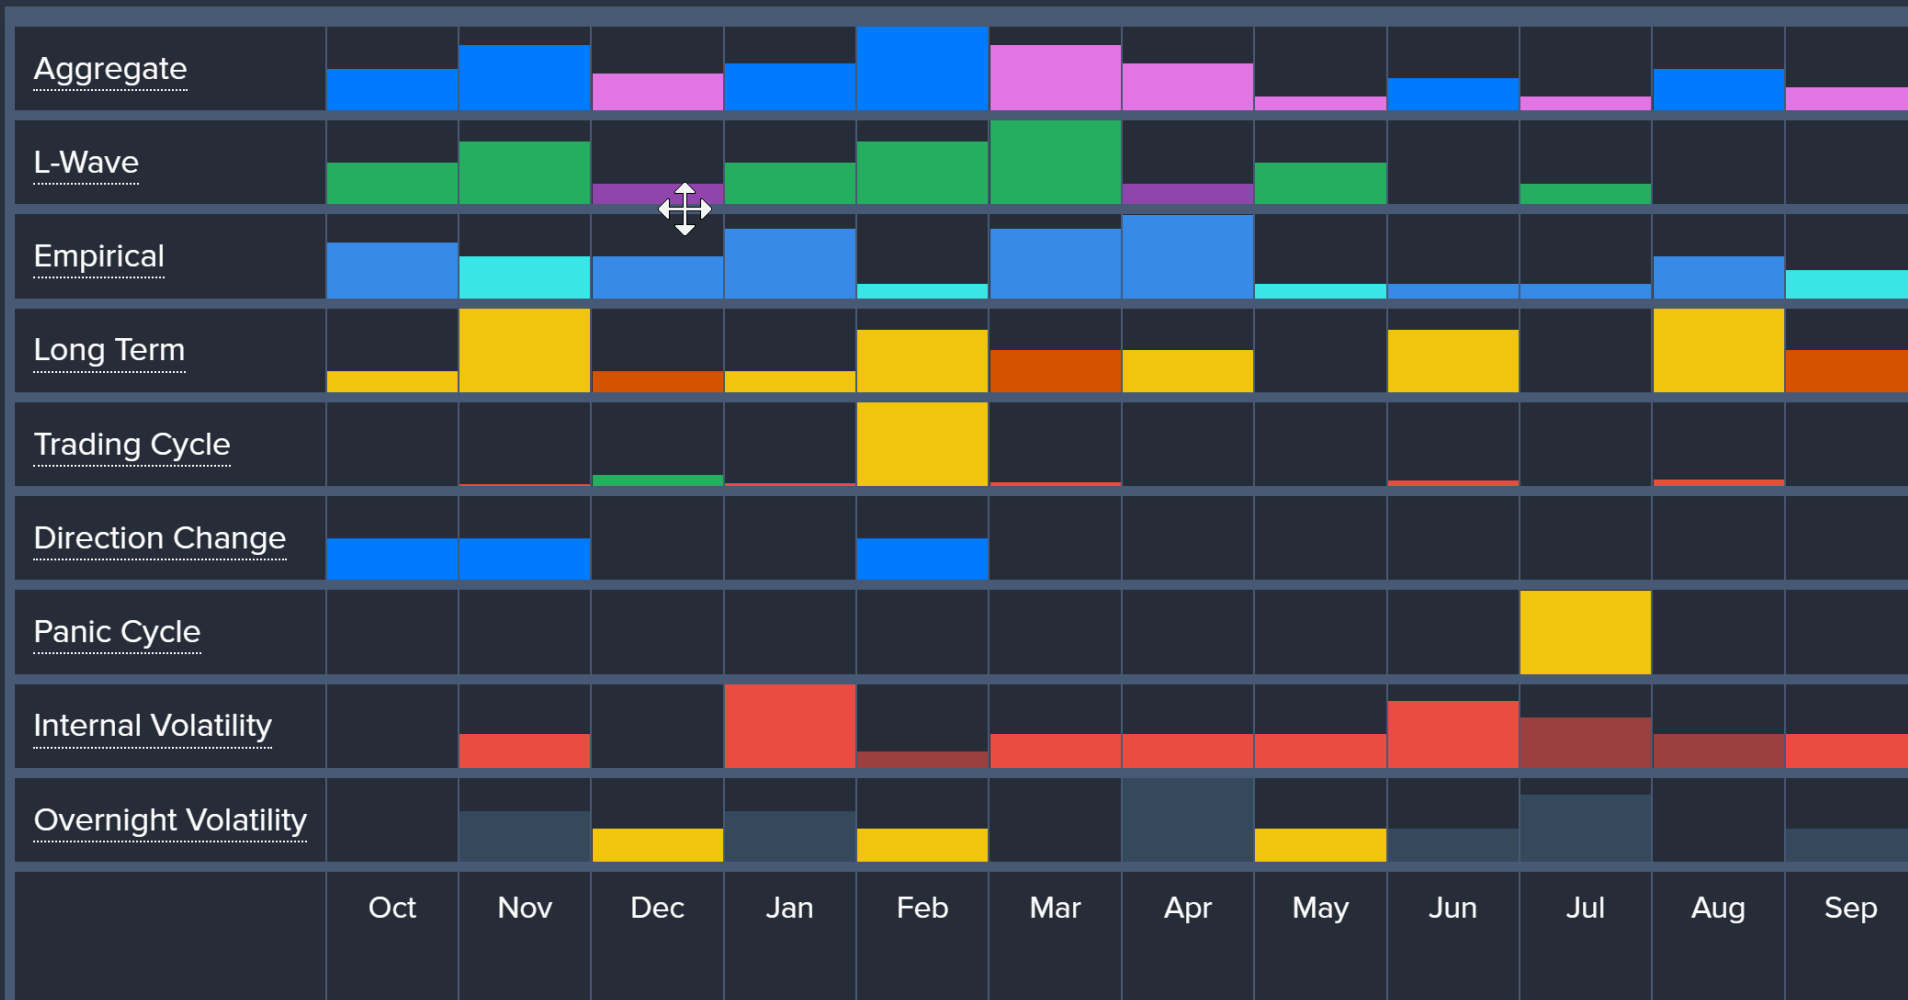 Aggregate
L-Wave
Empirical
Long Term
Trading Cycle
Direction Change
Panic Cycle
Internal Volatility
Overnight Volatility
Oct Nov Dec Jan Feb Mar Apr May Jun Jul Aug Sep